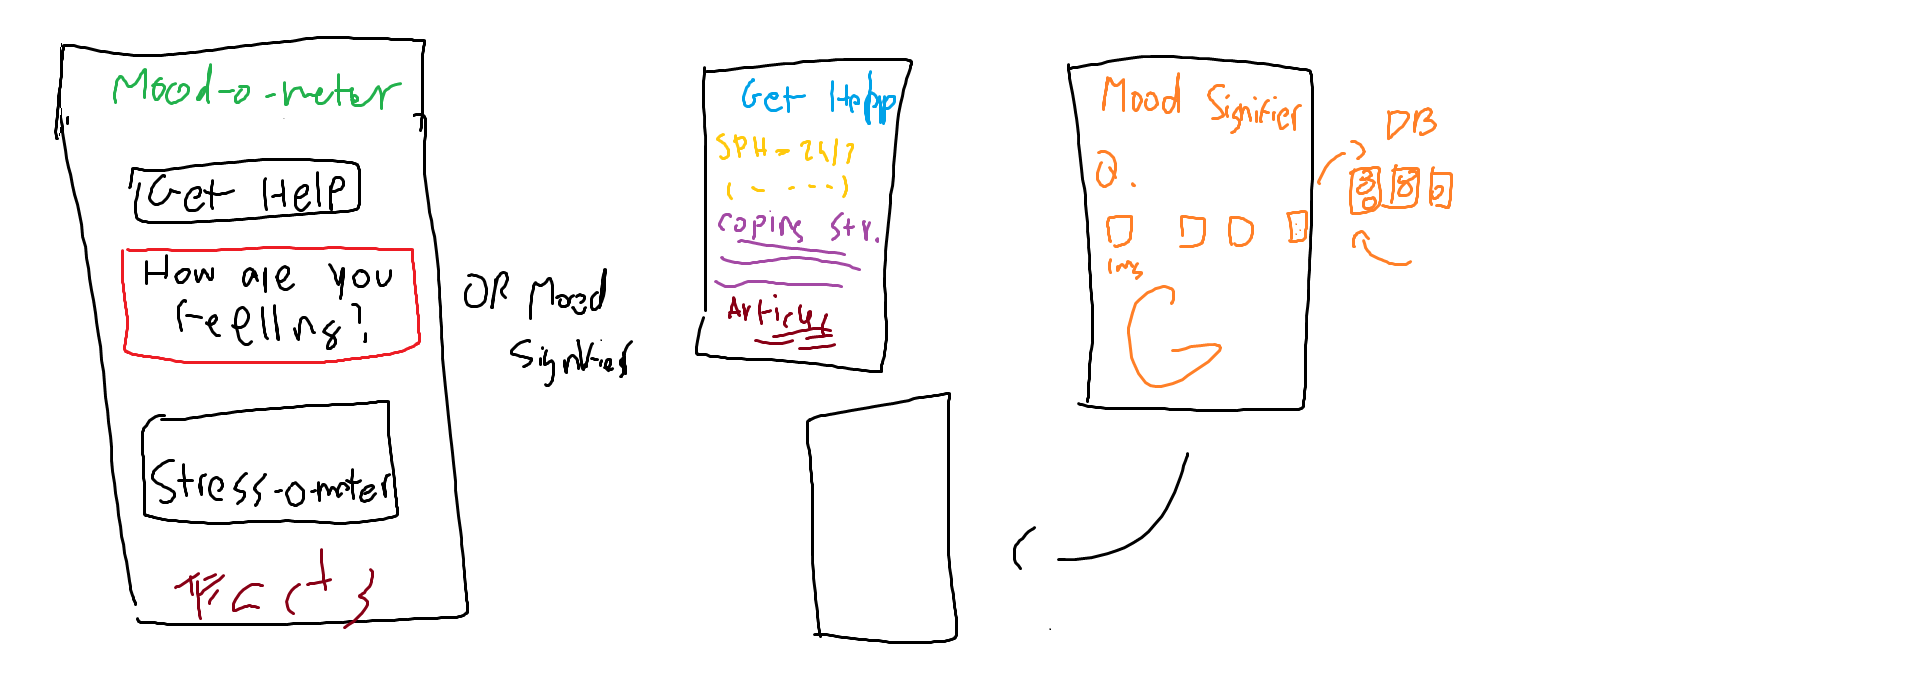 Mood-o-meter
Get Help
How are you
feeling?
Stress-o-meter
OR Mood
Signifier
Get Help
SPH - 24/7
(- - - - -)
Coping Str.
Articles
Mood Signifier
Q.
img
DB